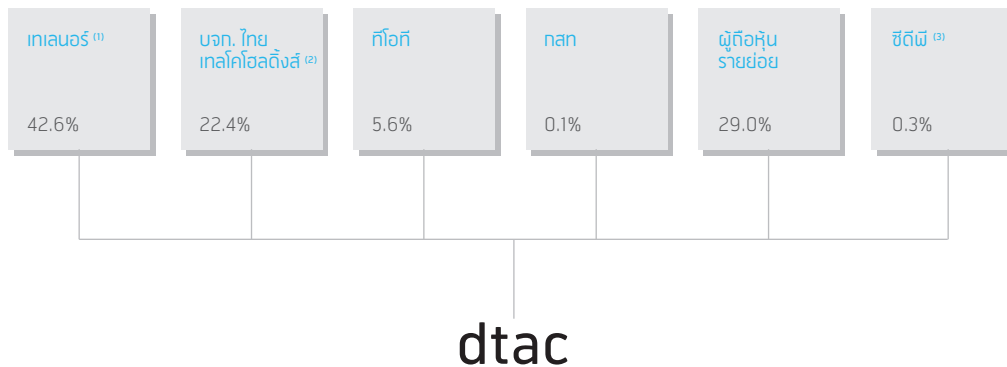 เทเลนอร์ (1)
42.6%
บจก. ไทย
เทลโคโฮลดิ้งส์ (2)
22.4%
ทีโอที
5.6%
กสท
0.1%
ผู้ถือหุ้น
รายย่อย
29.0%
ซีดีพี (3)
0.3%
dtac